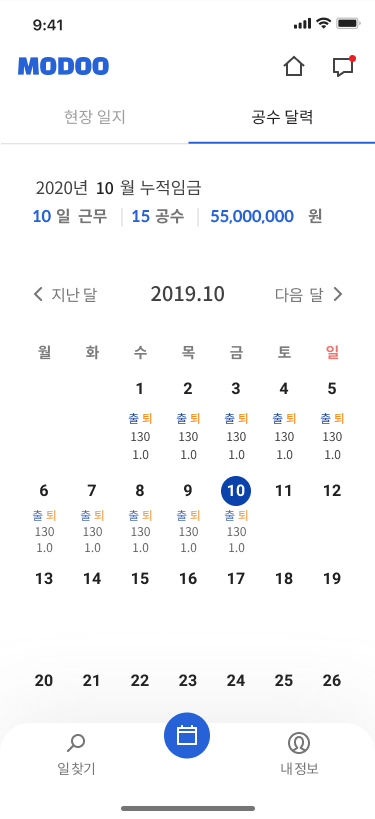 9:41
MODOO
현장 일지 공수 달력
2020년 10 월 누적임금
10 일 근무 15 공수 55,000,000 원
지난 달 2019.10 다음 달
월 화 수 목 금 토 일
1 2 3 4 5
출 퇴 출 퇴 출 퇴 출 퇴 출 퇴
130 130 130 130 130
1.0 1.0 1.0 1.0 1.0
6 7 8 9 10 11 12
출 퇴 출 퇴 출 퇴 출 퇴 출 퇴
130 130 130 130 130
1.0 1.0 1.0 1.0 1.0
13 14 15 16 17 18 19
20 21 22 23 24 25 26
일 찾기 내 정보